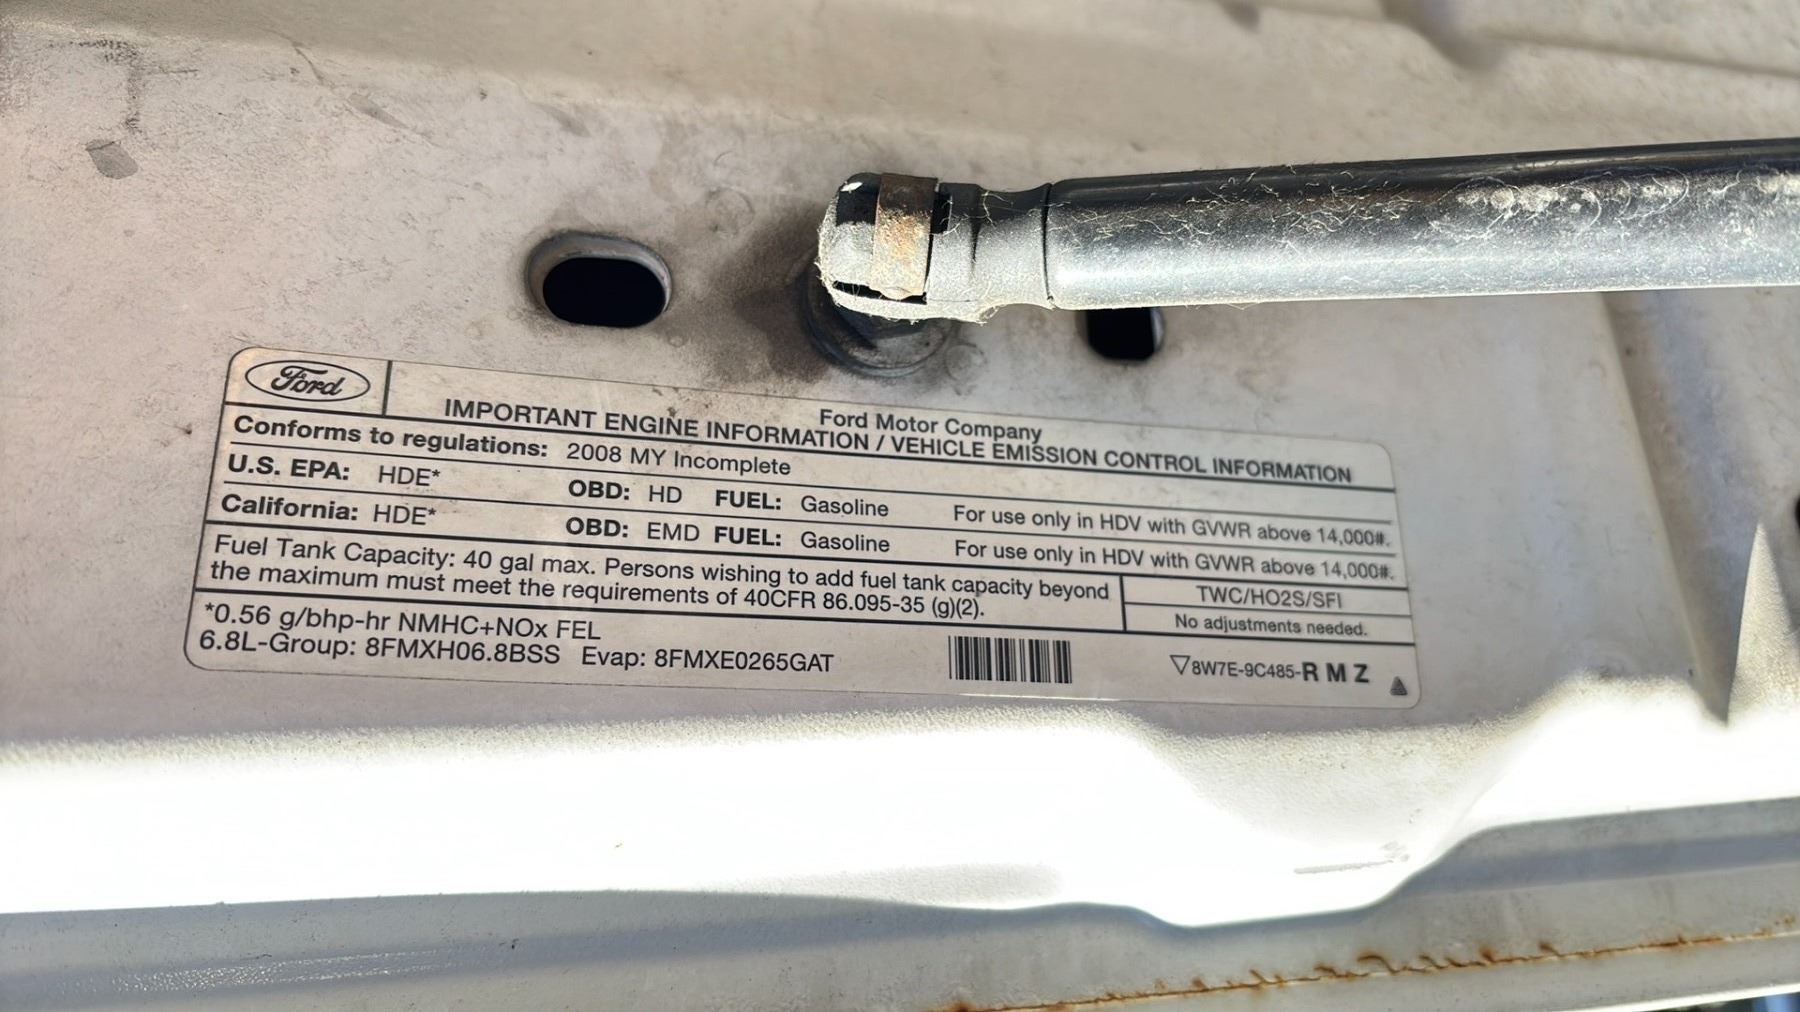 Ford
Ford Motor Company
IMPORTANT ENGINE INFORMATION / VEHICLE EMISSION CONTROL INFORMATION
Conforms to regulations: 2008 MY Incomplete
U.S. EPA: HDE* OBD: HD FUEL: Gasoline For use only in HDV with GVWR above 14,000#.
California: HDE* OBD: EMD FUEL: Gasoline For use only in HDV with GVWR above 14,000#.
Fuel Tank Capacity: 40 gal max. Persons wishing to add fuel tank capacity beyond
the maximum must meet the requirements of 40CFR 86.095-35 (g)(2).
TWC/HO2S/SFI
No adjustments needed.
*0.56 g/bhp-hr NMHC+NOx FEL
6.8L-Group: 8FMXH06.8BSS Evap: 8FMXE0265GAT
▽8W7E-9C485-R M Z